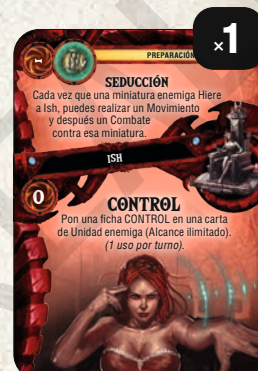 ×1
PREPARACIÓN
SEDUCCIÓN
Cada vez que una miniatura enemiga Hiere
a Ish, puedes realizar un Movimiento
y después un Combate
contra esa miniatura.
ISH
0
CONTROL
Pon una ficha CONTROL en una carta
de Unidad enemiga (Alcance ilimitado).
(1 uso por turno).